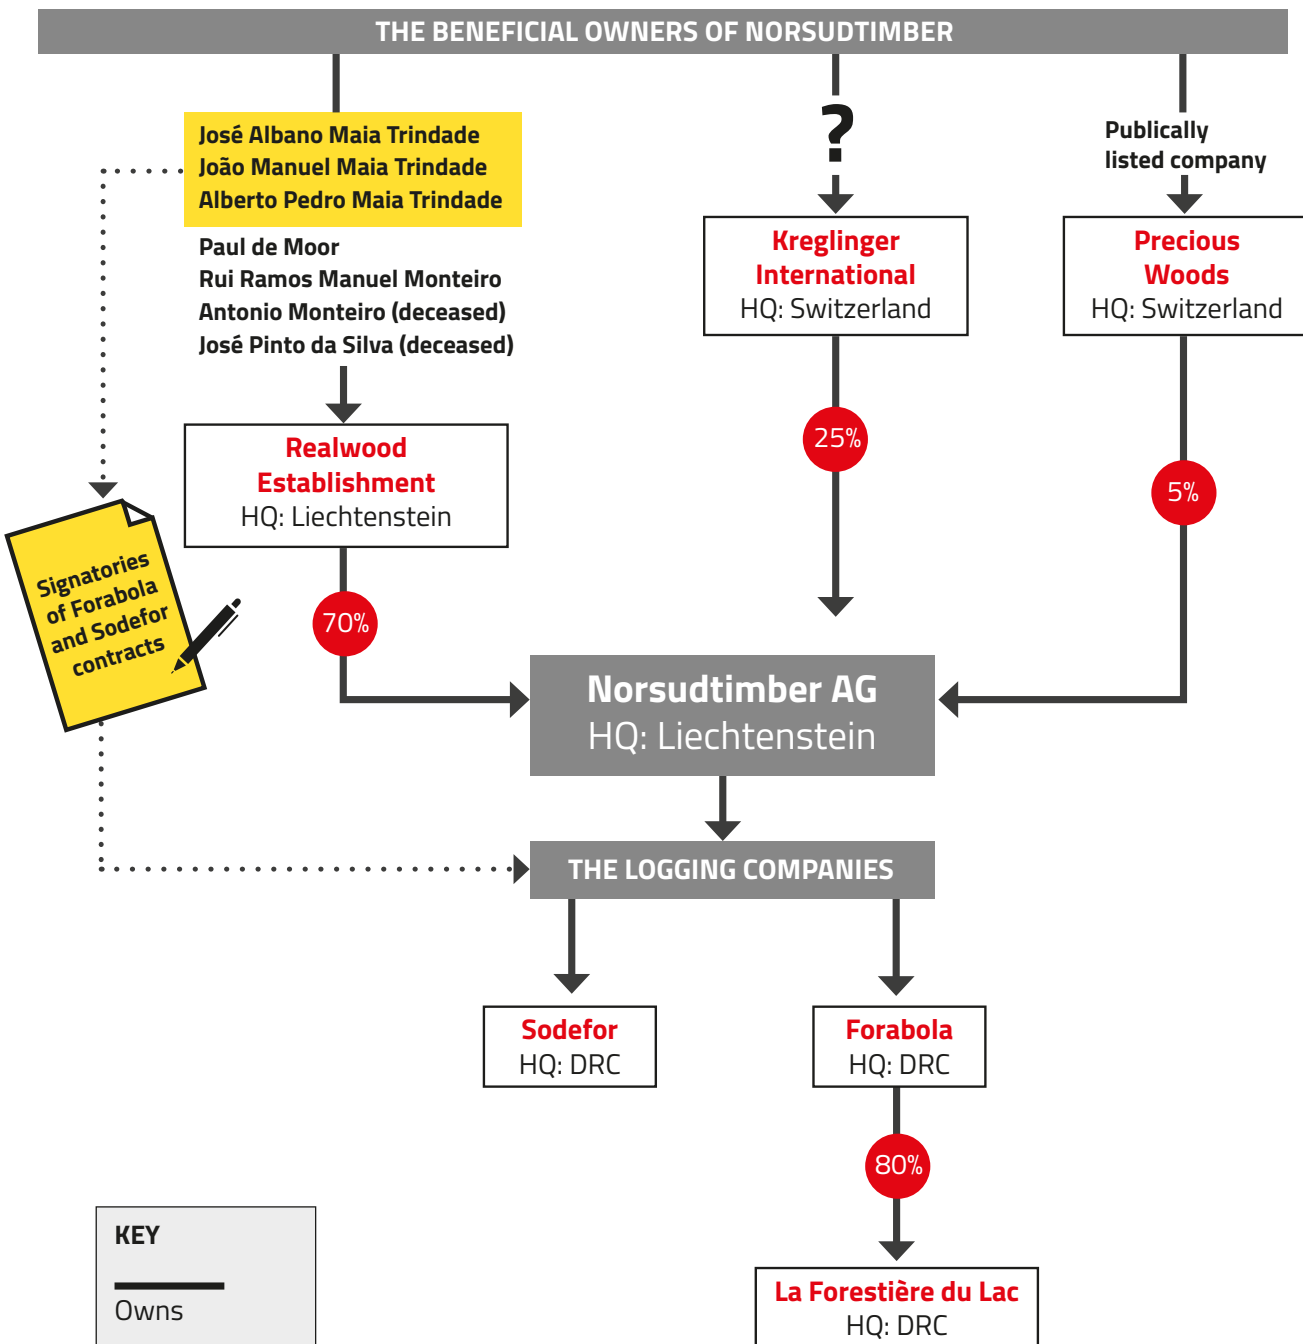 THE BENEFICIAL OWNERS OF NORSUDTIMBER
José Albano Maia Trindade
João Manuel Maia Trindade
Alberto Pedro Maia Trindade
Paul de Moor
Rui Ramos Manuel Monteiro
Antonio Monteiro (deceased)
José Pinto da Silva (deceased)
?
Publically
listed company
Kreglinger
International
HQ: Switzerland
Precious
Woods
HQ: Switzerland
25%
5%
Realwood
Establishment
HQ: Liechtenstein
Signatories
of Forabola
and Sodefor
contracts
70%
Norsudtimber AG
HQ: Liechtenstein
THE LOGGING COMPANIES
Sodefor
HQ: DRC
Forabola
HQ: DRC
80%
La Forestière du Lac
HQ: DRC
KEY
Owns